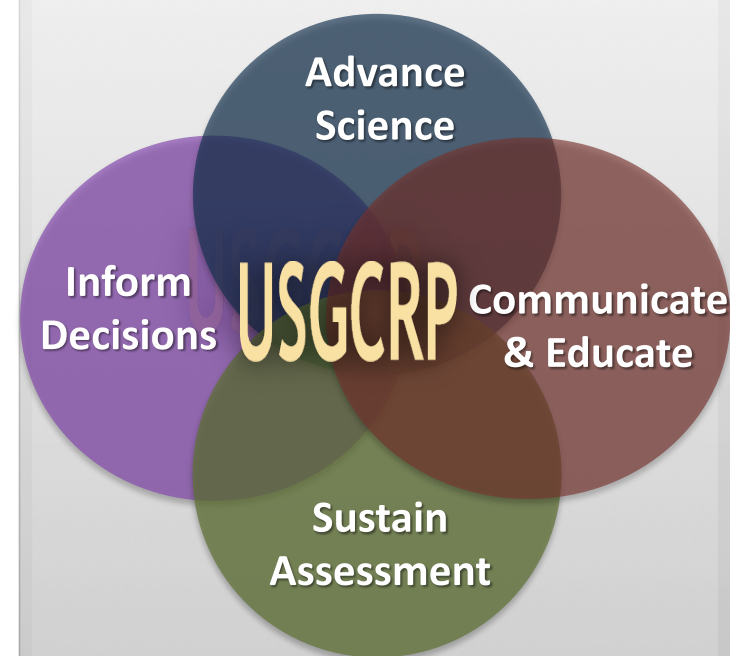 Advance
Science
Inform
Decisions
USGCRP
Communicate
& Educate
Sustain
Assessment